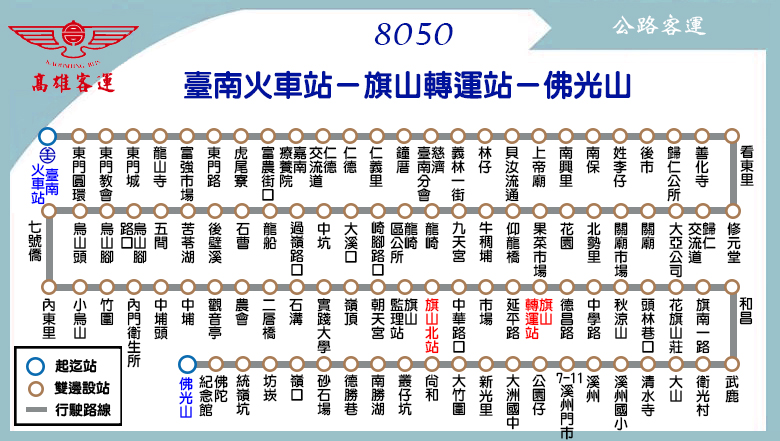 8050
公路客運
KAOHSIUNG BUS
高雄客運
臺南火車站－旗山轉運站－佛光山
臺南火車站
東門圓環
東門教會
東門城
龍山寺
富強市場
東門路
虎尾寮
富農街口
嘉南療養院
仁德交流道
仁德
仁義里
鐘厝
慈濟臺南分會
義林一街
林仔
貝汝流通
上帝廟
南興里
南保
姓李仔
後市
歸仁公所
善化寺
看東里
七號僑
烏山頭
烏山腳
烏山腳路口
五間
苦苓湖
後壁溪
石曹
龍船
過嶺路口
中坑
大溪口
崎腳路口
龍崎區公所
龍崎
九天宮
牛稠埔
仰龍橋
果菜市場
花園
北勢里
關廟市場
關廟
大亞公司
歸仁交流道
修元堂
內東里
小烏山
竹圍
內門衛生所
中埔頭
中埔
觀音亭
農會
二層橋
石溝
實踐大學
嶺頂
朝天宮
旗山監理站
旗山北站
中華路口
市場
延平路
旗山轉運站
德昌路
中學路
秋涼山
頭林巷口
花旗山莊
旗南一路
和昌
佛光山
佛陀紀念館
統嶺坑
坊崁
嶺口
砂石場
德勝巷
南勝湖
叢仔坑
尚和
大竹圍
新光里
大洲國中
公園仔
7-11溪州門市
溪州
溪州國小
清水寺
大山
衛光村
武鹿
起迄站
雙邊設站
行駛路線